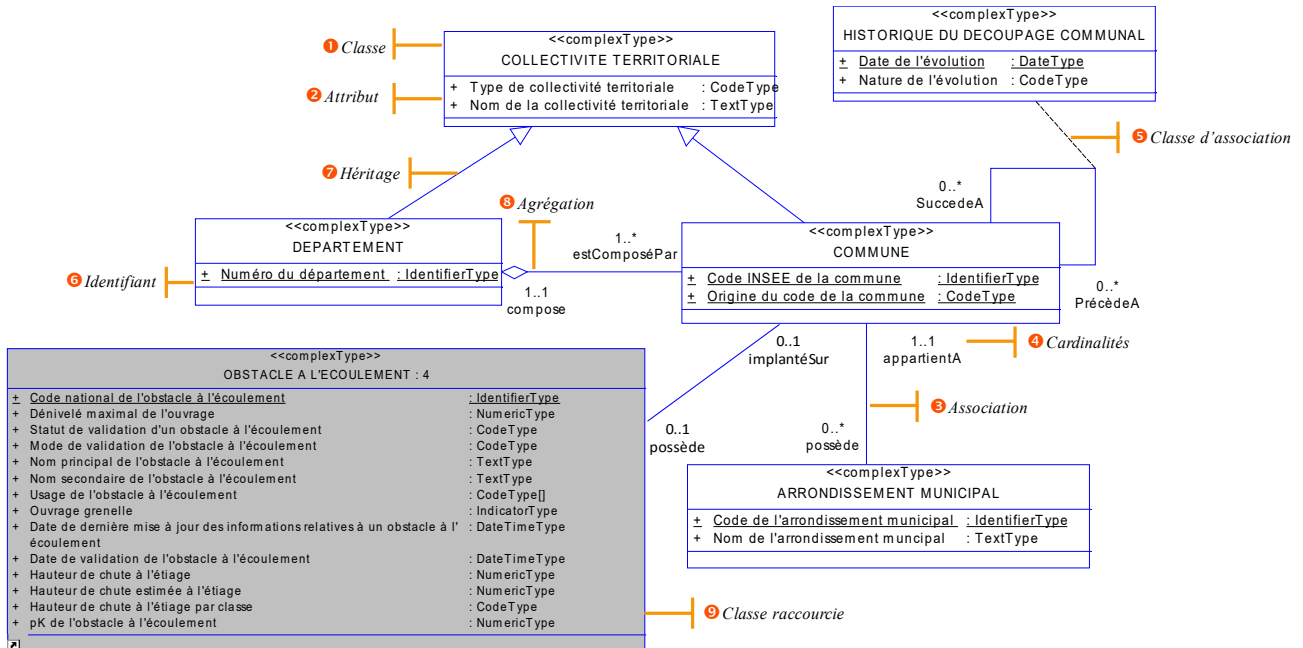 <<complexType>>
HISTORIQUE DU DECOUPAGE COMMUNAL
+ Date de l'évolution : DateType
+ Nature de l'évolution : CodeType
❶ Classe
<<complexType>>
COLLECTIVITE TERRITORIALE
+ Type de collectivité territoriale : CodeType
+ Nom de la collectivité territoriale : TextType
❷ Attribut
❺ Classe d'association
❼ Héritage
❽ Agrégation
0..*
SuccedeA
<<complexType>>
DEPARTEMENT
+ Numéro du département : IdentifierType
❻ Identifiant
1..*
estComposéPar
1..1
compose
<<complexType>>
COMMUNE
+ Code INSEE de la commune : IdentifierType
+ Origine du code de la commune : CodeType
0..*
PrécèdeA
0..1
implantéSur
1..1
appartientA
❹ Cardinalités
❸ Association
0..1
possède
0..*
possède
<<complexType>>
OBSTACLE A L'ECOULEMENT : 4
+ Code national de l'obstacle à l'écoulement : IdentifierType
+ Dénivelé maximal de l'ouvrage : NumericType
+ Statut de validation d'un obstacle à l'écoulement : CodeType
+ Mode de validation de l'obstacle à l'écoulement : CodeType
+ Nom principal de l'obstacle à l'écoulement : TextType
+ Nom secondaire de l'obstacle à l'écoulement : TextType
+ Usage de l'obstacle à l'écoulement : CodeType[]
+ Ouvrage grenelle : IndicatorType
+ Date de dernière mise à jour des informations relatives à un obstacle à l' : DateTimeType
écoulement
+ Date de validation de l'obstacle à l'écoulement : DateTimeType
+ Hauteur de chute à l'étiage : NumericType
+ Hauteur de chute estimée à l'étiage : NumericType
+ Hauteur de chute à l'étiage par classe : CodeType
+ pK de l'obstacle à l'écoulement : NumericType
<<complexType>>
ARRONDISSEMENT MUNICIPAL
+ Code de l'arrondissement municipal : IdentifierType
+ Nom de l'arrondissement muncipal : TextType
❾ Classe raccourcie